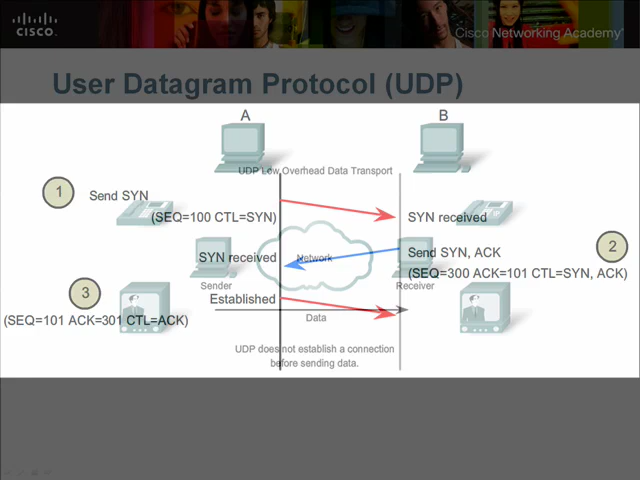 CISCO
Cisco Networking Academy
User Datagram Protocol (UDP)
A
B
UDP Low Overhead Data Transport
1
Send SYN
(SEQ=100 CTL=SYN)
SYN received
SYN received
Network
Send SYN, ACK
2
(SEQ=300 ACK=101 CTL=SYN, ACK)
Sender
Receiver
3
Established
(SEQ=101 ACK=301 CTL=ACK)
Data
UDP does not establish a connection
before sending data.